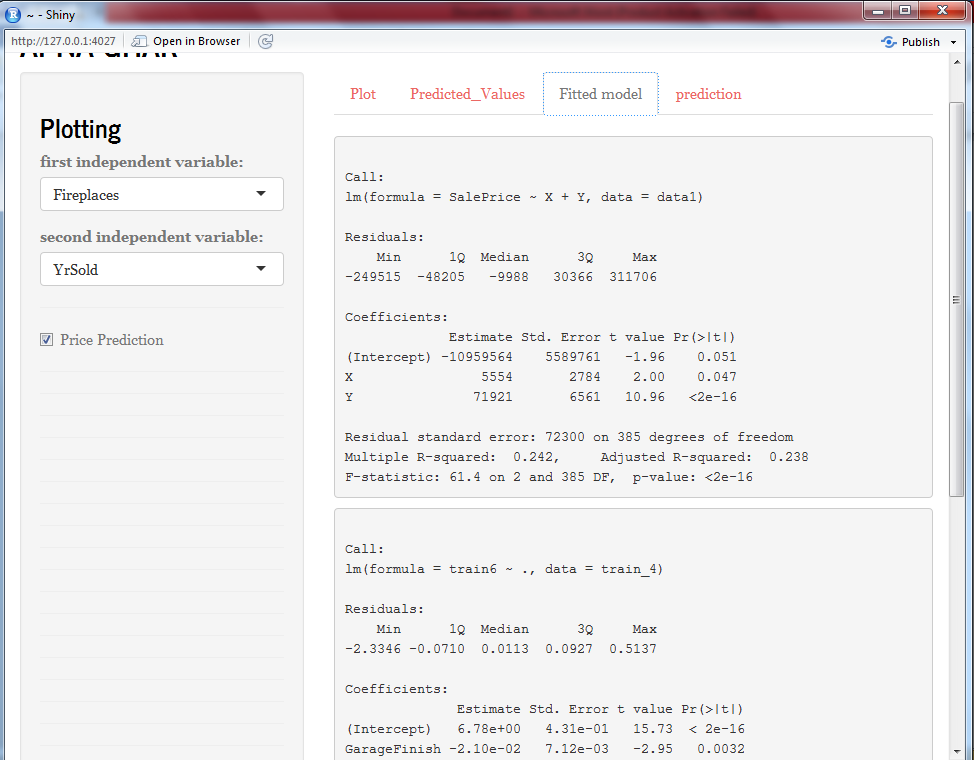 ~ - Shiny
http://127.0.0.1:4027 Open in Browser Publish
Plotting
first independent variable:
Fireplaces
second independent variable:
YrSold
Price Prediction
Plot Predicted_Values Fitted model prediction
Call:
lm(formula = SalePrice ~ X + Y, data = data1)
Residuals:
Min 1Q Median 3Q Max
-249515 -48205 -9988 30366 311706
Coefficients:
Estimate Std. Error t value Pr(>|t|)
(Intercept) -10959564 5589761 -1.96 0.051
X 5554 2784 2.00 0.047
Y 71921 6561 10.96 <2e-16
Residual standard error: 72300 on 385 degrees of freedom
Multiple R-squared: 0.242, Adjusted R-squared: 0.238
F-statistic: 61.4 on 2 and 385 DF, p-value: <2e-16
Call:
lm(formula = train6 ~ ., data = train_4)
Residuals:
Min 1Q Median 3Q Max
-2.3346 -0.0710 0.0113 0.0927 0.5137
Coefficients:
Estimate Std. Error t value Pr(>|t|)
(Intercept) 6.78e+00 4.31e-01 15.73 < 2e-16
GarageFinish -2.10e-02 7.12e-03 -2.95 0.0032